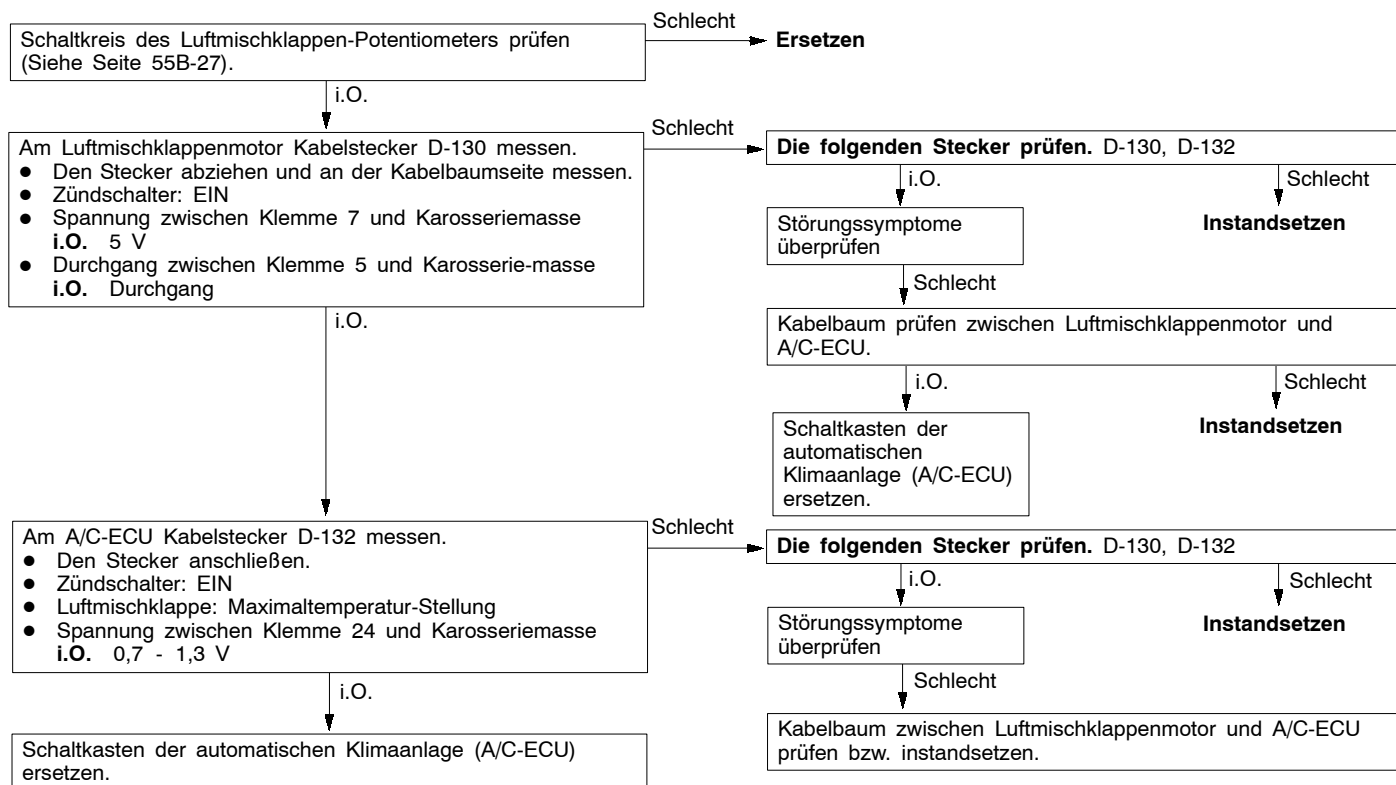 Schaltkreis des Luftmischklappen-Potentiometers prüfen
(Siehe Seite 55B-27).
Schlecht
Ersetzen
i.O.
Am Luftmischklappenmotor Kabelstecker D-130 messen.
● Den Stecker abziehen und an der Kabelbaumseite messen.
● Zündschalter: EIN
● Spannung zwischen Klemme 7 und Karosseriemasse
i.O. 5 V
● Durchgang zwischen Klemme 5 und Karosserie-masse
i.O. Durchgang
Schlecht
Die folgenden Stecker prüfen. D-130, D-132
i.O.
Schlecht
Störungssymptome
überprüfen
Instandsetzen
Schlecht
Kabelbaum prüfen zwischen Luftmischklappenmotor und
A/C-ECU.
i.O.
Schlecht
Schaltkasten der
automatischen
Klimaanlage (A/C-ECU)
ersetzen.
Instandsetzen
i.O.
Am A/C-ECU Kabelstecker D-132 messen.
● Den Stecker anschließen.
● Zündschalter: EIN
● Luftmischklappe: Maximaltemperatur-Stellung
● Spannung zwischen Klemme 24 und Karosseriemasse
i.O. 0,7 - 1,3 V
Schlecht
Die folgenden Stecker prüfen. D-130, D-132
i.O.
Schlecht
Störungssymptome
überprüfen
Instandsetzen
Schlecht
Kabelbaum zwischen Luftmischklappenmotor und A/C-ECU
prüfen bzw. instandsetzen.
i.O.
Schaltkasten der automatischen Klimaanlage (A/C-ECU)
ersetzen.